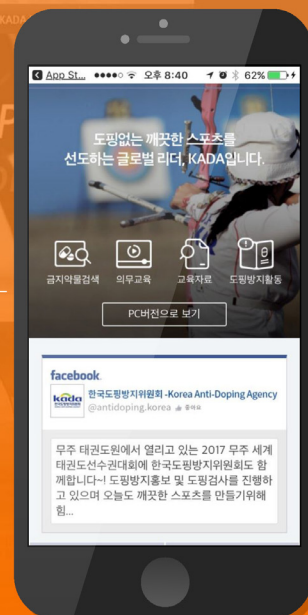 App St... 오후 8:40 62%
도핑없는 깨끗한 스포츠를
선도하는 글로벌 리더, KADA입니다.
금지약물검색 의무교육 교육자료 도핑방지활동
PC버전으로 보기
facebook.
kada 한국도핑방지위원회 -Korea Anti-Doping Agency
@antidoping.korea 좋아요
무주 태권도원에서 열리고 있는 2017 무주 세계
태권도선수권대회에 한국도핑방지위원회도 함
께합니다~! 도핑방지홍보 및 도핑검사를 진행하
고 있으며 오늘도 깨끗한 스포츠를 만들기위해
힘...